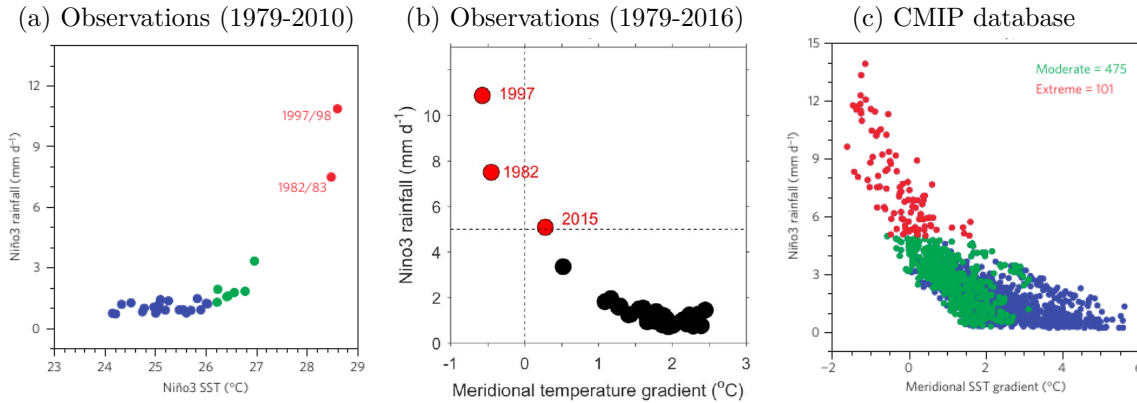 (a) Observations (1979-2010)
Niño3 rainfall (mm d⁻¹)
12
9
6
3
0
1997/98
1982/83
23 24 25 26 27 28 29
Niño3 SST (°C)
(b) Observations (1979-2016)
Nino3 rainfall (mm d⁻¹)
10
8
6
4
2
0
1997
1982
2015
-1 0 1 2 3
Meridional temperature gradient (°C)
(c) CMIP database
Niño3 rainfall (mm d⁻¹)
15
12
9
6
3
0
Moderate = 475
Extreme = 101
−2 0 2 4 6
Meridional SST gradient (°C)